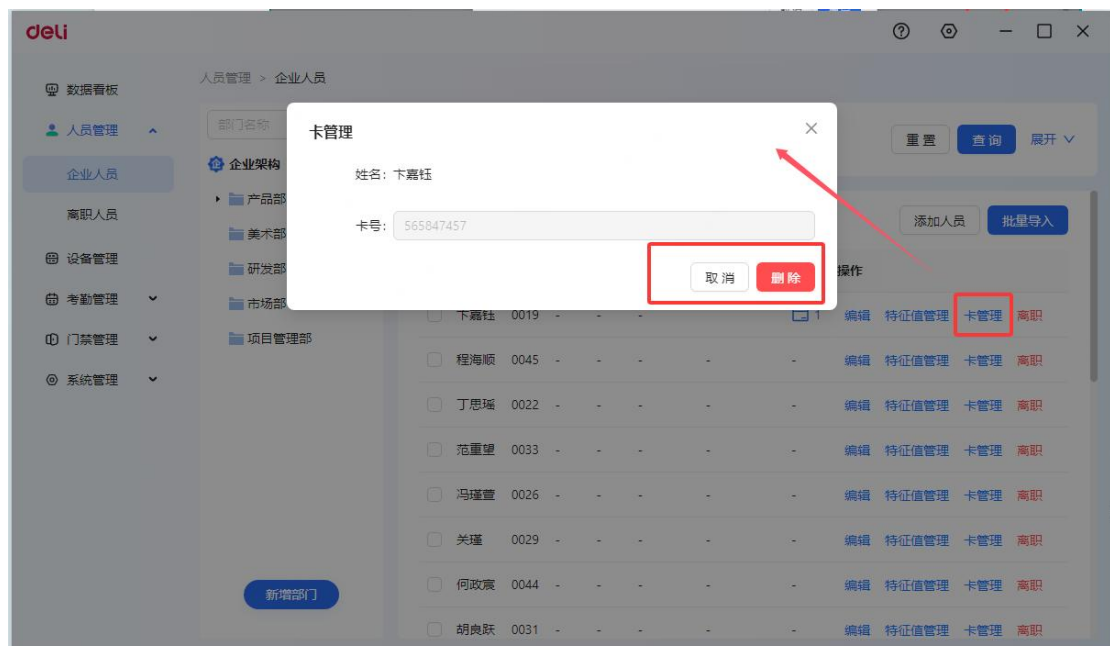 deli
数据看板
人员管理
企业人员
离职人员
设备管理
考勤管理
门禁管理
系统管理
人员管理 > 企业人员
部门名称
企业架构
产品部
美术部
研发部
市场部
项目管理部
新增部门
重置 查询 展开
添加人员 批量导入
卡管理
姓名：卞嘉钰
卡号： 565847457
取消 删除
操作
卞嘉钰 0019 - - - 1 编辑 特征值管理 卡管理 离职
程海顺 0045 - - - - - 编辑 特征值管理 卡管理 离职
丁思瑶 0022 - - - - - 编辑 特征值管理 卡管理 离职
范重望 0033 - - - - - 编辑 特征值管理 卡管理 离职
冯瑾萱 0026 - - - - - 编辑 特征值管理 卡管理 离职
关瑾 0029 - - - - - 编辑 特征值管理 卡管理 离职
何政宸 0044 - - - - - 编辑 特征值管理 卡管理 离职
胡良跃 0031 - - - - - 编辑 特征值管理 卡管理 离职